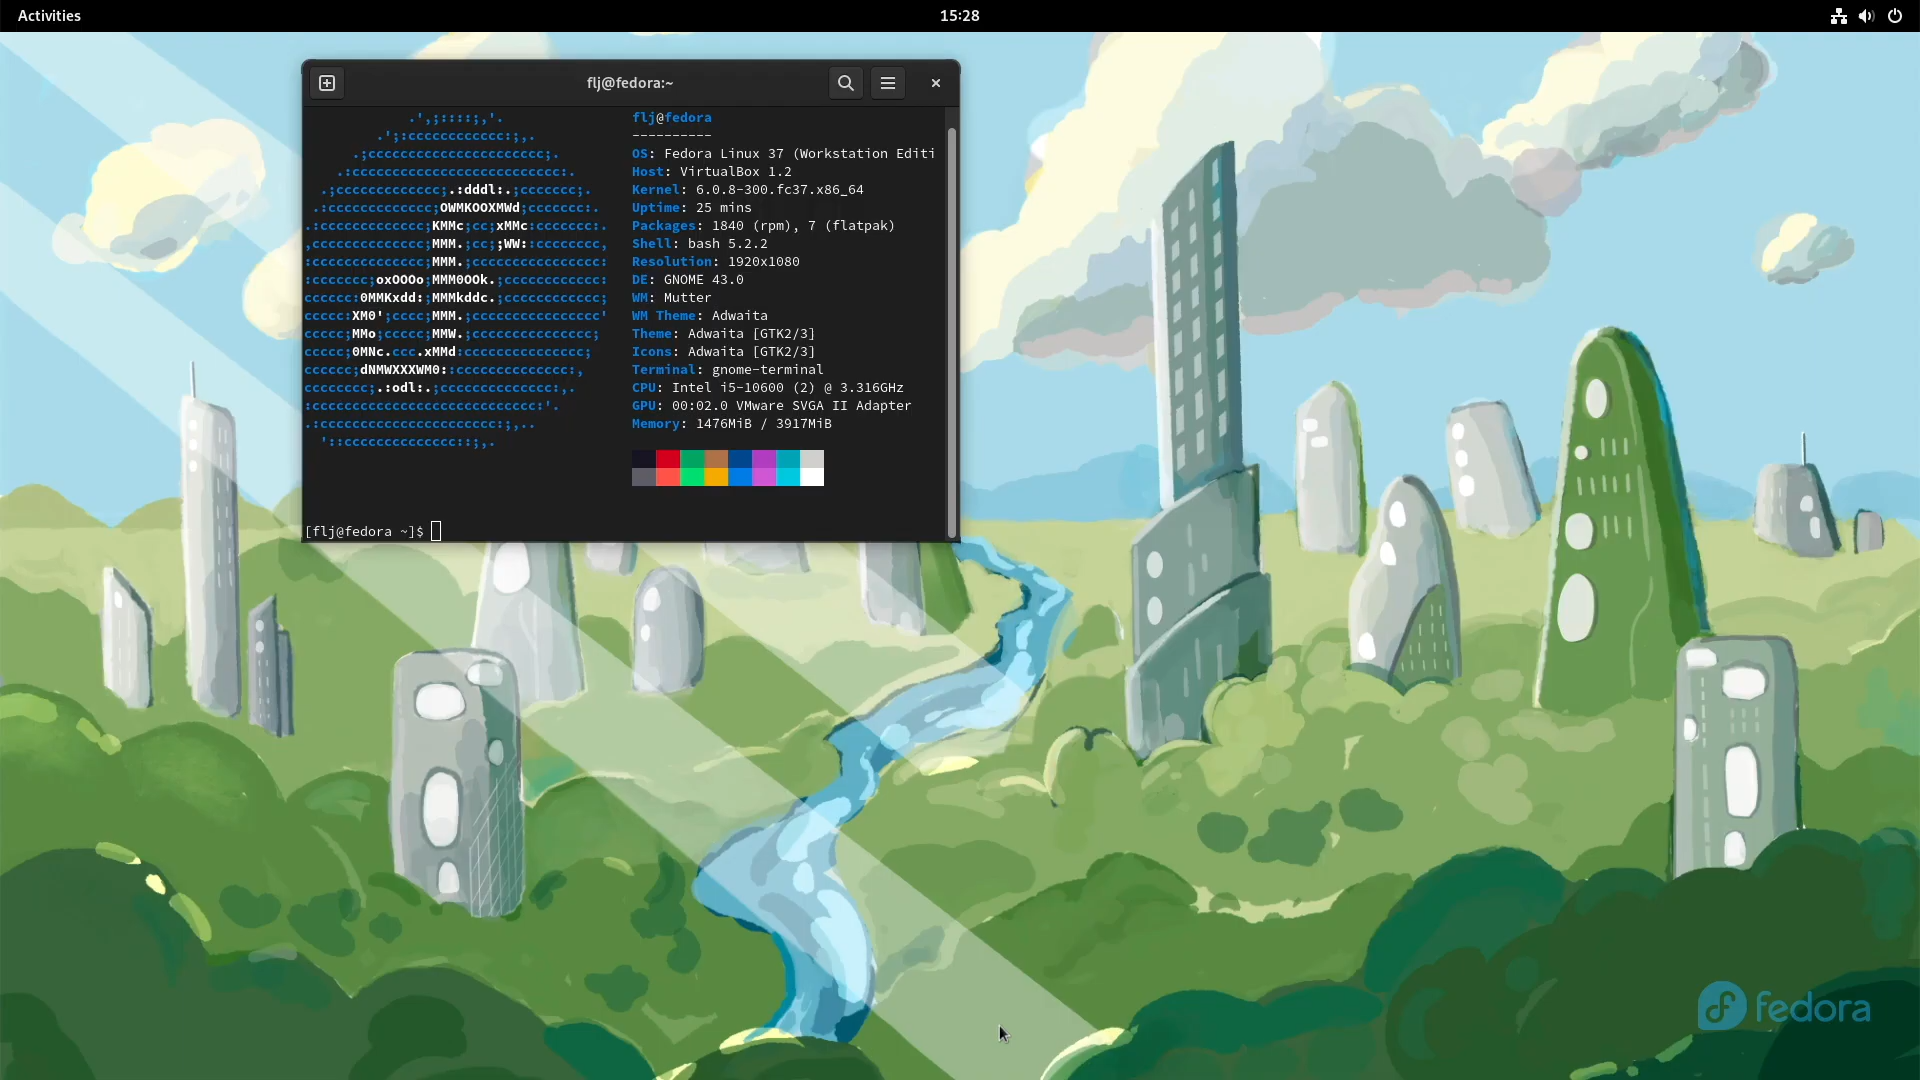 Activities
15:28
flj@fedora:~
flj@fedora
----------
OS: Fedora Linux 37 (Workstation Editi
Host: VirtualBox 1.2
Kernel: 6.0.8-300.fc37.x86_64
Uptime: 25 mins
Packages: 1840 (rpm), 7 (flatpak)
Shell: bash 5.2.2
Resolution: 1920x1080
DE: GNOME 43.0
WM: Mutter
WM Theme: Adwaita
Theme: Adwaita [GTK2/3]
Icons: Adwaita [GTK2/3]
Terminal: gnome-terminal
CPU: Intel i5-10600 (2) @ 3.316GHz
GPU: 00:02.0 VMware SVGA II Adapter
Memory: 1476MiB / 3917MiB
[flj@fedora ~]$
fedora